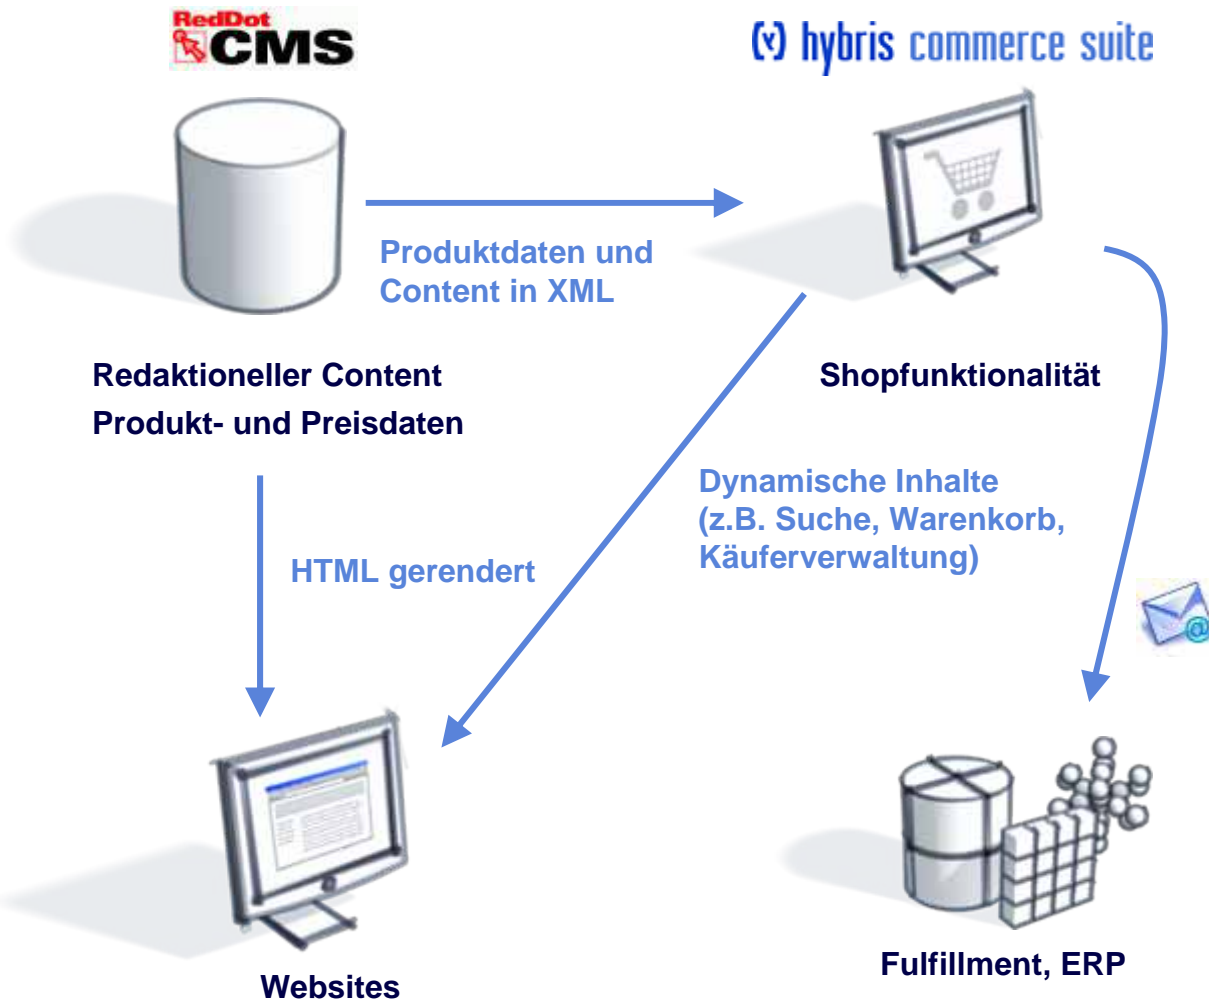 RedDot
CMS
hybris commerce suite
Produktdaten und
Content in XML
Redaktioneller Content
Produkt- und Preisdaten
Shopfunktionalität
Dynamische Inhalte
(z.B. Suche, Warenkorb,
Käuferverwaltung)
HTML gerendert
@
Websites
Fulfillment, ERP